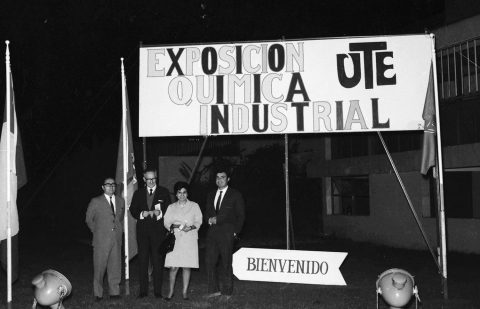 EXPOSICION
UTE
QUIMICA
INDUSTRIAL
BIENVENIDO